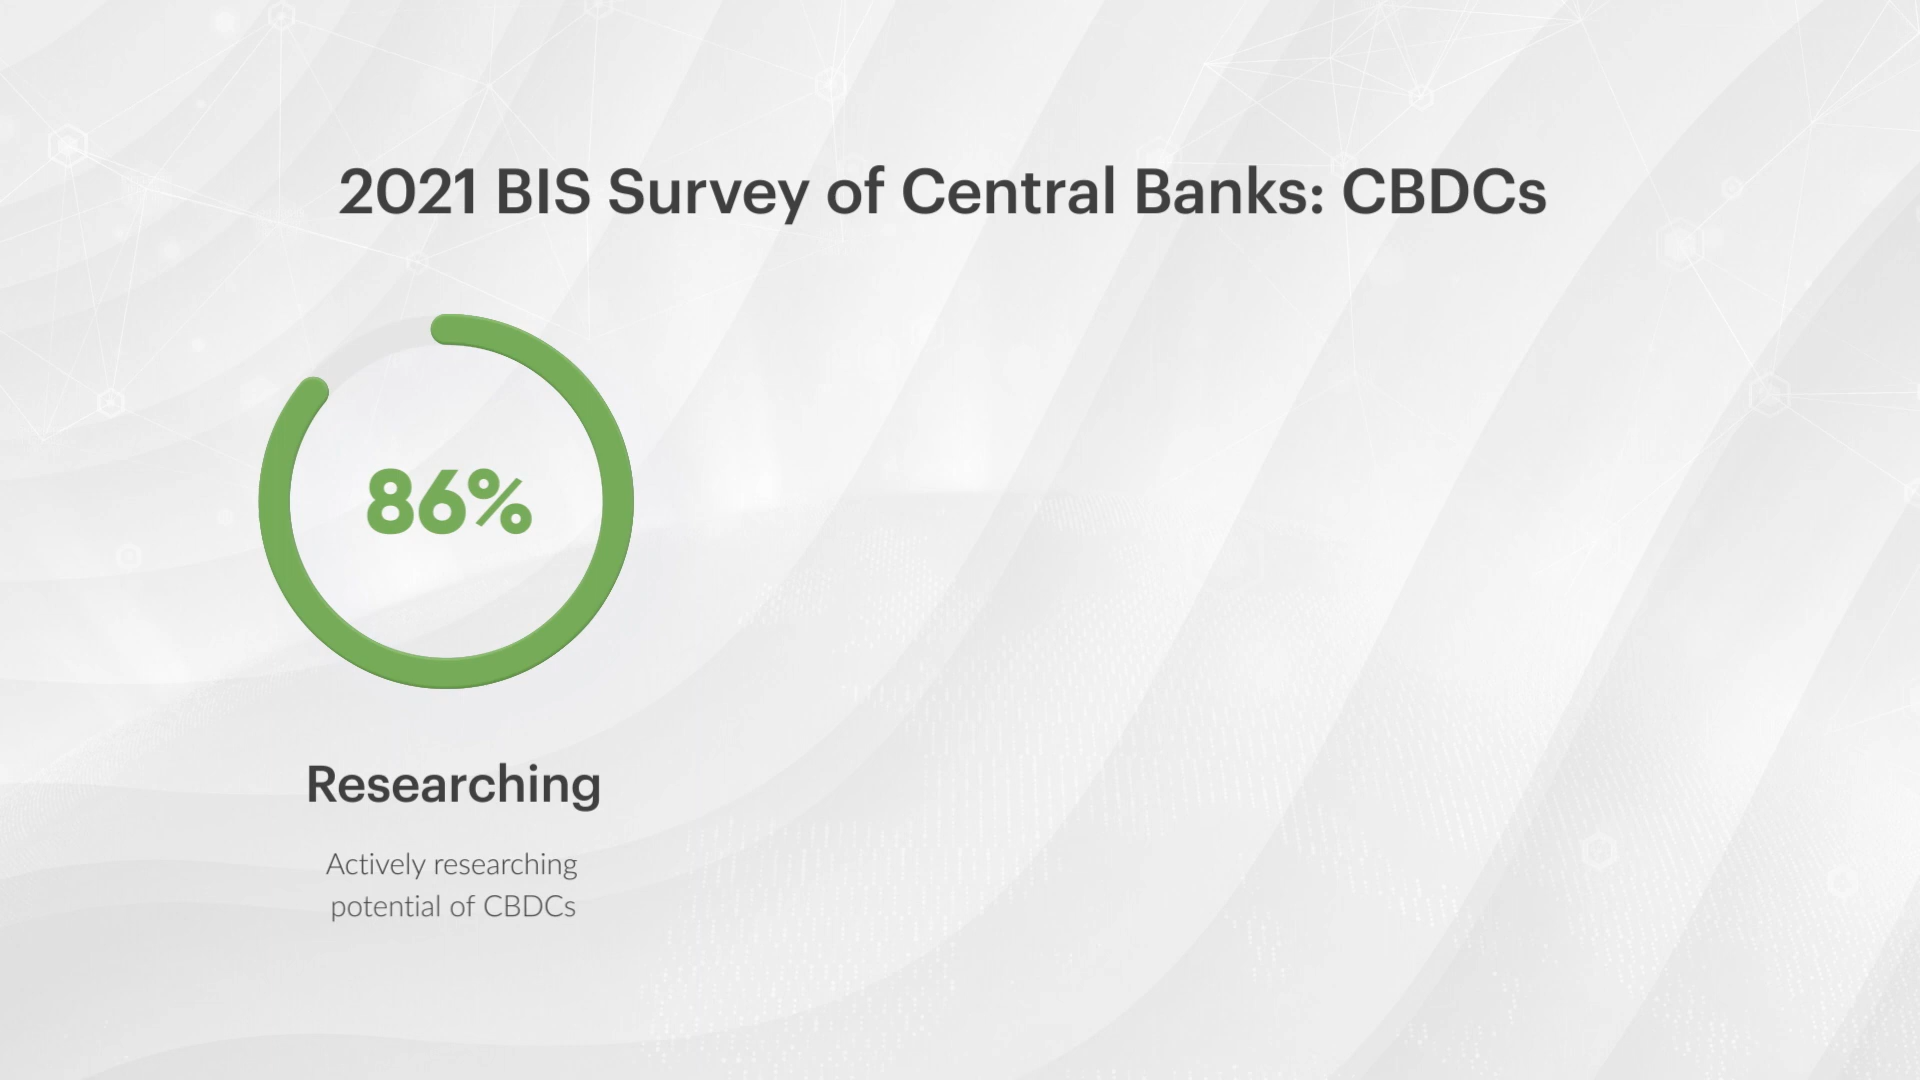 2021 BIS Survey of Central Banks: CBDCs
86%
Researching
Actively researching
potential of CBDCs